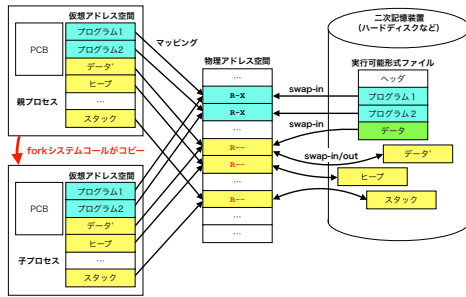 仮想アドレス空間
PCB
プログラム1
プログラム2
データ'
ヒープ
…
スタック
親プロセス
マッピング
forkシステムコールがコピー
仮想アドレス空間
PCB
プログラム1
プログラム2
データ'
ヒープ
…
スタック
子プロセス
物理アドレス空間
…
R-X
R-X
…
R--
R--
…
R--
…
…
swap-in
swap-in
swap-in/out
二次記憶装置
(ハードディスクなど)
実行可能形式ファイル
ヘッダ
プログラム1
プログラム2
データ
データ'
ヒープ
スタック